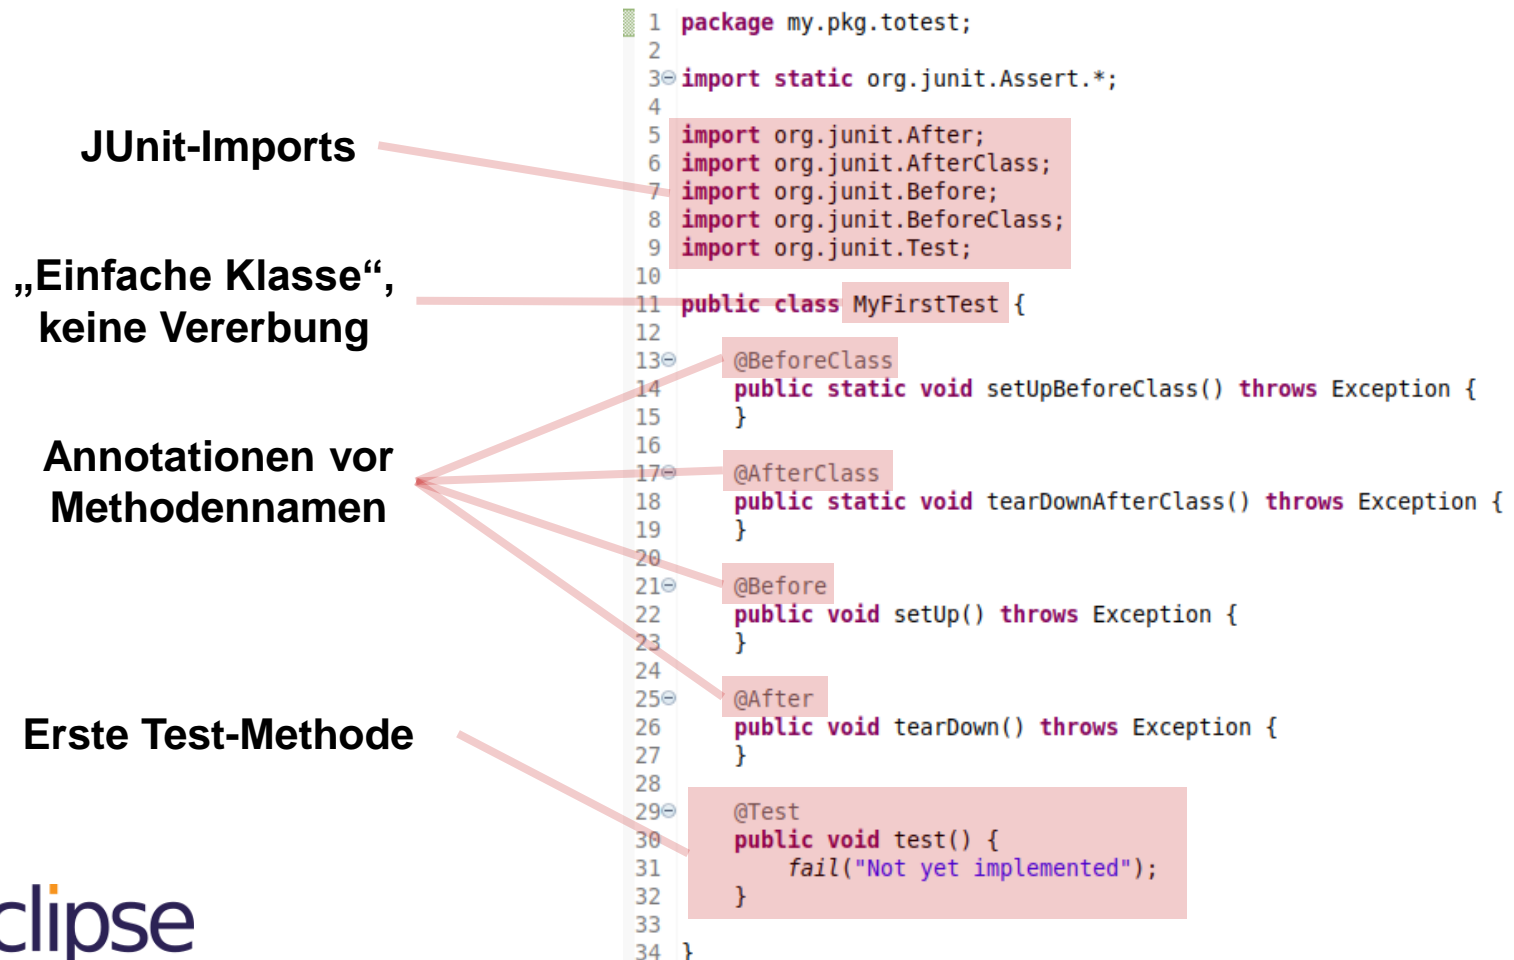 JUnit-Imports
„Einfache Klasse“,
keine Vererbung
Annotationen vor
Methodennamen
Erste Test-Methode
clipse
1 package my.pkg.totest;
2
3 import static org.junit.Assert.*;
4
5 import org.junit.After;
6 import org.junit.AfterClass;
7 import org.junit.Before;
8 import org.junit.BeforeClass;
9 import org.junit.Test;
10
11 public class MyFirstTest {
12
13 @BeforeClass
14 public static void setUpBeforeClass() throws Exception {
15 }
16
17 @AfterClass
18 public static void tearDownAfterClass() throws Exception {
19 }
20
21 @Before
22 public void setUp() throws Exception {
23 }
24
25 @After
26 public void tearDown() throws Exception {
27 }
28
29 @Test
30 public void test() {
31 fail("Not yet implemented");
32 }
33
34 }